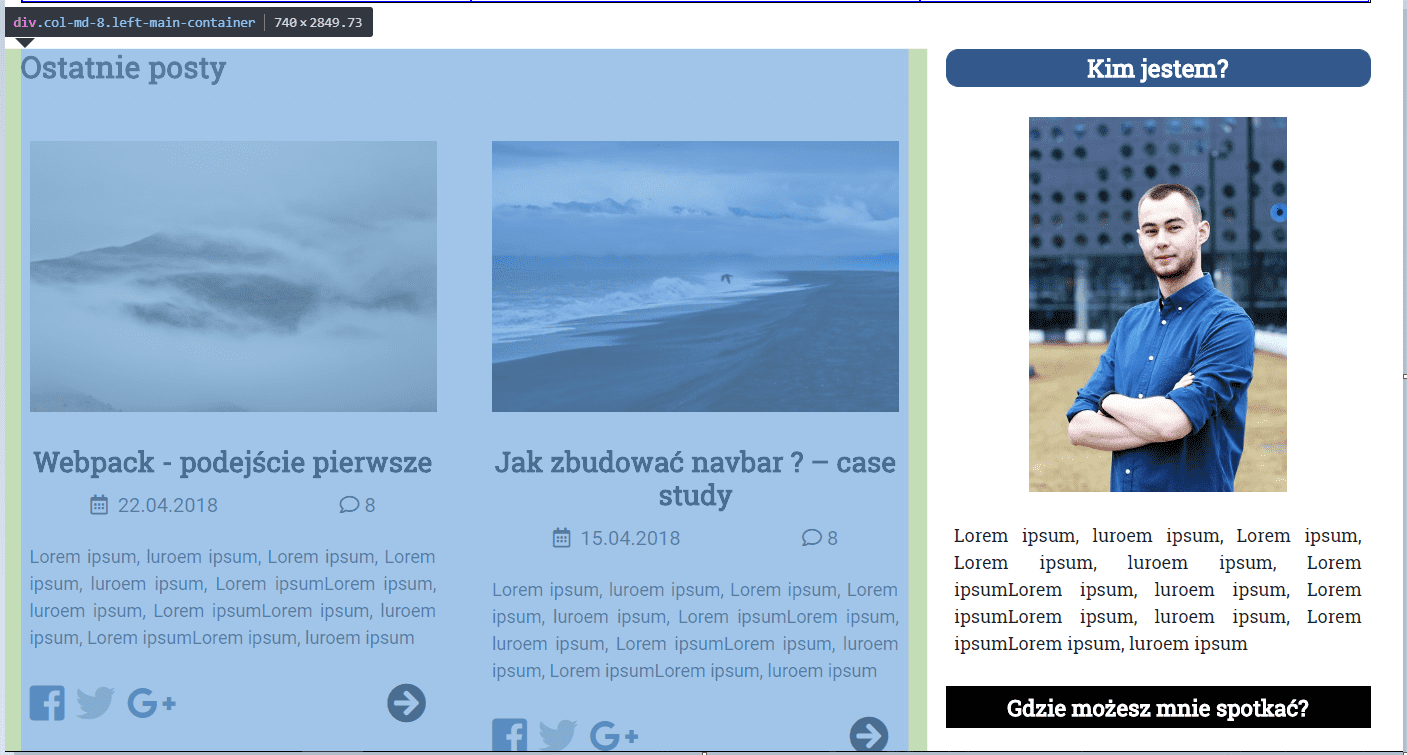 div.col-md-8.left-main-container | 740 × 2849.73
Ostatnie posty
Webpack - podejście pierwsze
22.04.2018 8
Lorem ipsum, luroem ipsum, Lorem ipsum, Lorem
ipsum, luroem ipsum, Lorem ipsumLorem ipsum,
luroem ipsum, Lorem ipsumLorem ipsum, luroem
ipsum, Lorem ipsumLorem ipsum, luroem ipsum
G+
Jak zbudować navbar ? – case
study
15.04.2018 8
Lorem ipsum, luroem ipsum, Lorem ipsum, Lorem
ipsum, luroem ipsum, Lorem ipsumLorem ipsum,
luroem ipsum, Lorem ipsumLorem ipsum, luroem
ipsum, Lorem ipsumLorem ipsum, luroem ipsum
G+
Kim jestem?
Lorem ipsum, luroem ipsum, Lorem ipsum,
Lorem ipsum, luroem ipsum, Lorem
ipsumLorem ipsum, luroem ipsum, Lorem
ipsumLorem ipsum, luroem ipsum, Lorem
ipsumLorem ipsum, luroem ipsum
Gdzie możesz mnie spotkać?